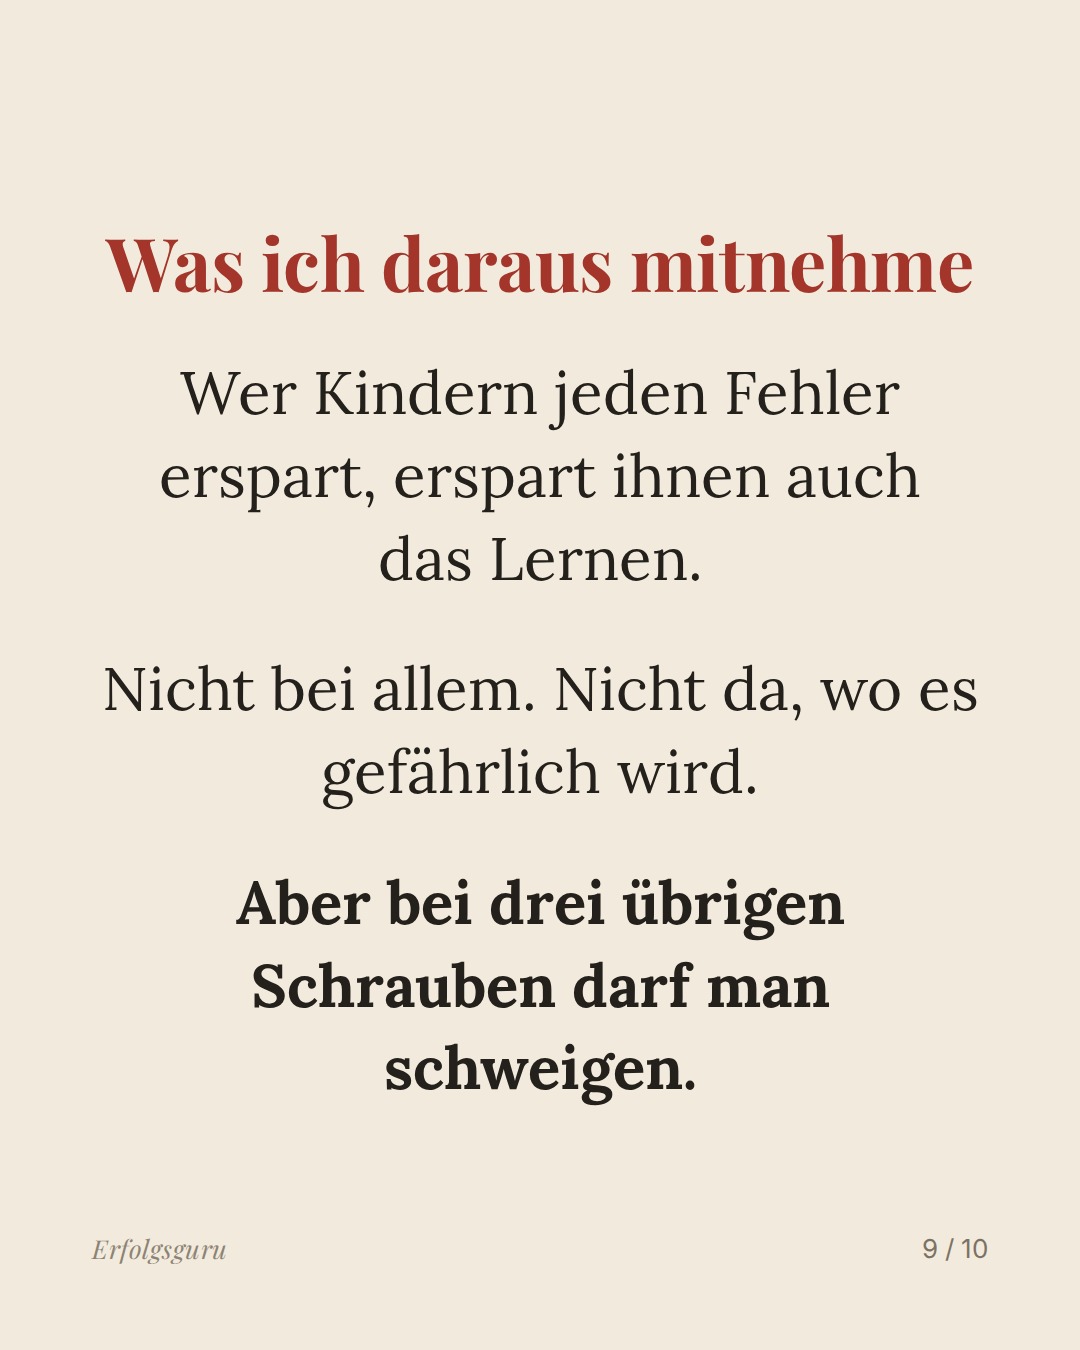 Was ich daraus mitnehme
Wer Kindern jeden Fehler
erspart, erspart ihnen auch
das Lernen.
Nicht bei allem. Nicht da, wo es
gefährlich wird.
Aber bei drei übrigen
Schrauben darf man
schweigen.
Erfolgsguru
9 / 10